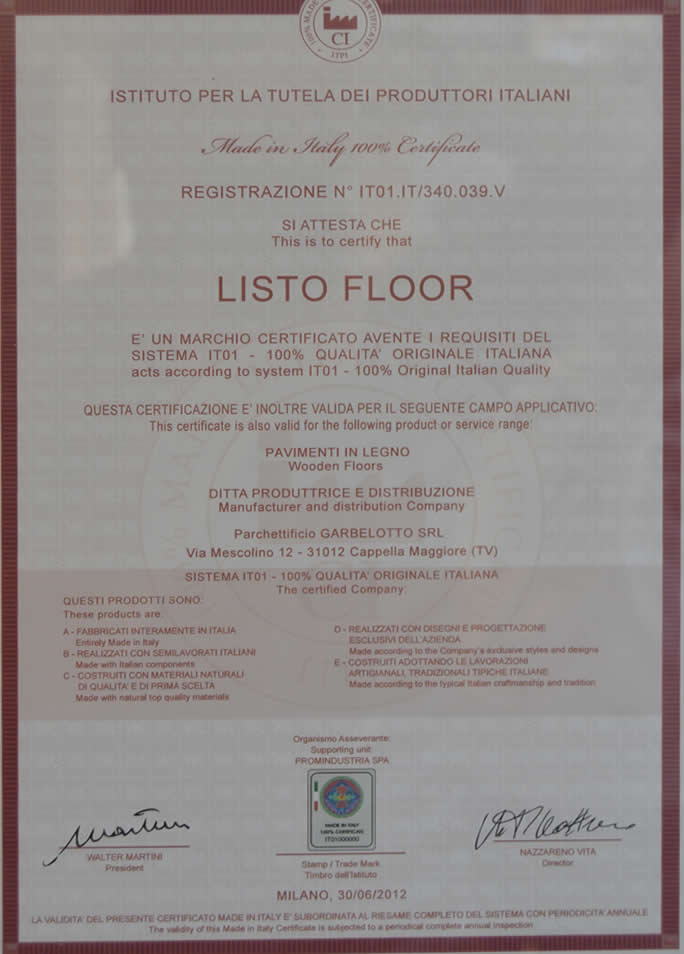 100% MADE
CERTIFICATE
CI
ITPI
ISTITUTO PER LA TUTELA DEI PRODUTTORI ITALIANI
Made in Italy 100% Certificate
REGISTRAZIONE N° IT01.IT/340.039.V
SI ATTESTA CHE
This is to certify that
LISTO FLOOR
E' UN MARCHIO CERTIFICATO AVENTE I REQUISITI DEL
SISTEMA IT01 - 100% QUALITA' ORIGINALE ITALIANA
acts according to system IT01 - 100% Original Italian Quality
QUESTA CERTIFICAZIONE E' INOLTRE VALIDA PER IL SEGUENTE CAMPO APPLICATIVO:
This certificate is also valid for the following product or service range:
PAVIMENTI IN LEGNO
Wooden Floors
DITTA PRODUTTRICE E DISTRIBUZIONE
Manufacturer and distribution Company
Parchettificio GARBELOTTO SRL
Via Mescolino 12 - 31012 Cappella Maggiore (TV)
SISTEMA IT01 - 100% QUALITA' ORIGINALE ITALIANA
The certified Company:
QUESTI PRODOTTI SONO:
These products are:
A - FABBRICATI INTERAMENTE IN ITALIA
Entirely Made in Italy
B - REALIZZATI CON SEMILAVORATI ITALIANI
Made with Italian components
C - COSTRUITI CON MATERIALI NATURALI
DI QUALITA' E DI PRIMA SCELTA
Made with natural top quality materials
D - REALIZZATI CON DISEGNI E PROGETTAZIONE
ESCLUSIVI DELL'AZIENDA
Made according to the Company's exclusive styles and designs
E - COSTRUITI ADOTTANDO LE LAVORAZIONI
ARTIGIANALI, TRADIZIONALI TIPICHE ITALIANE
Made according to the typical Italian craftmanship and tradition
Organismo Asseverante:
Supporting unit:
PROMINDUSTRIA SPA
MADE IN ITALY
100% CERTIFICATE
IT01000000
WALTER MARTINI
President
Stamp / Trade Mark
Timbro dell'Istituto
NAZZARENO VITA
Director
MILANO, 30/06/2012
LA VALIDITA' DEL PRESENTE CERTIFICATO MADE IN ITALY E' SUBORDINATA AL RIESAME COMPLETO DEL SISTEMA CON PERIODICITA' ANNUALE
The validity of this Made in Italy Certificate is subjected to a periodical complete annual inspection